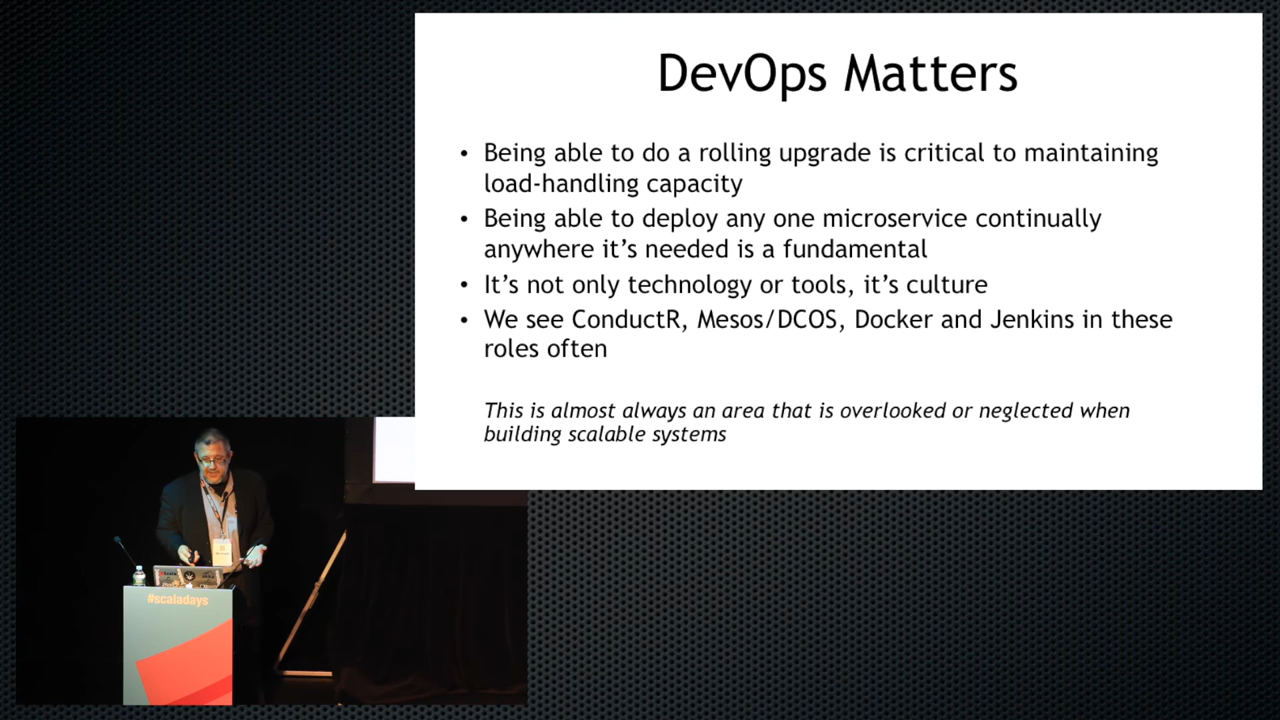 DevOps Matters
• Being able to do a rolling upgrade is critical to maintaining
load-handling capacity
• Being able to deploy any one microservice continually
anywhere it’s needed is a fundamental
• It’s not only technology or tools, it’s culture
• We see ConductR, Mesos/DCOS, Docker and Jenkins in these
roles often
This is almost always an area that is overlooked or neglected when
building scalable systems
#scaladays